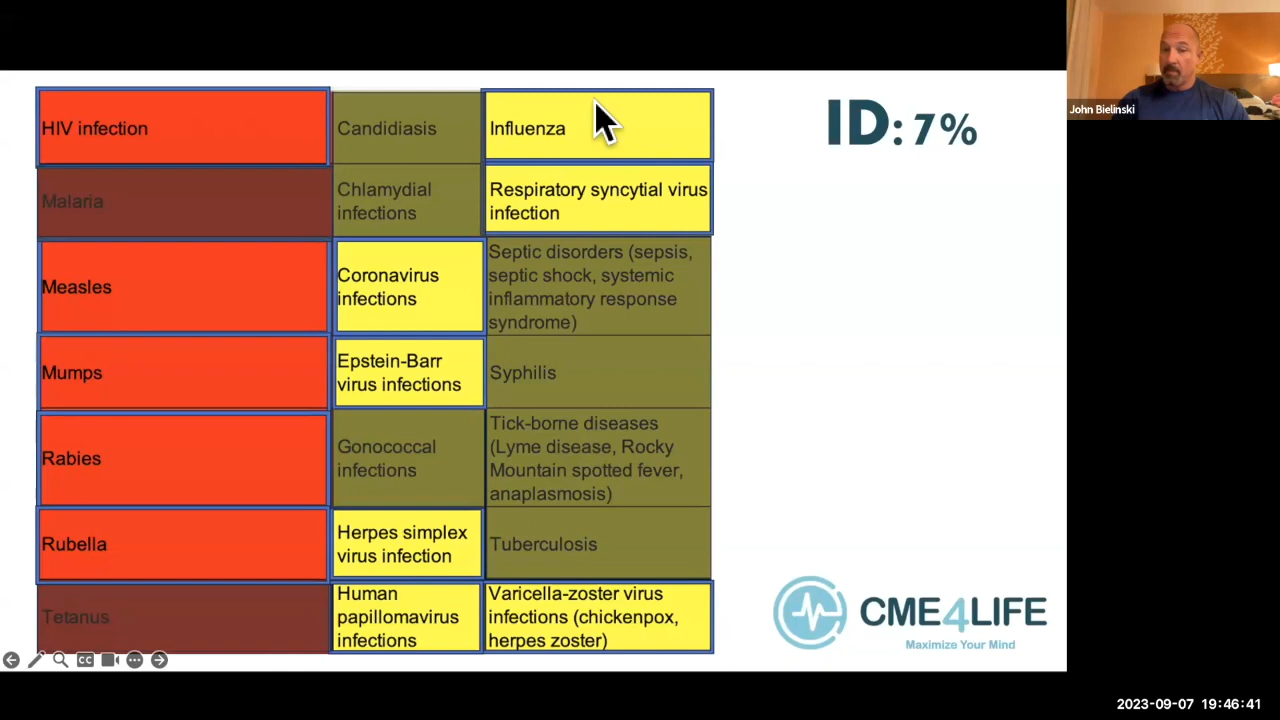 HIV infection
Candidiasis
Influenza
Malaria
Chlamydial
infections
Respiratory syncytial virus
infection
Measles
Coronavirus
infections
Septic disorders (sepsis,
septic shock, systemic
inflammatory response
syndrome)
Mumps
Epstein-Barr
virus infections
Syphilis
Rabies
Gonococcal
infections
Tick-borne diseases
(Lyme disease, Rocky
Mountain spotted fever,
anaplasmosis)
Rubella
Herpes simplex
virus infection
Tuberculosis
Tetanus
Human
papillomavirus
infections
Varicella-zoster virus
infections (chickenpox,
herpes zoster)
ID: 7%
CME4LIFE
Maximize Your Mind
CC
John Bielinski
2023-09-07 19:46:41